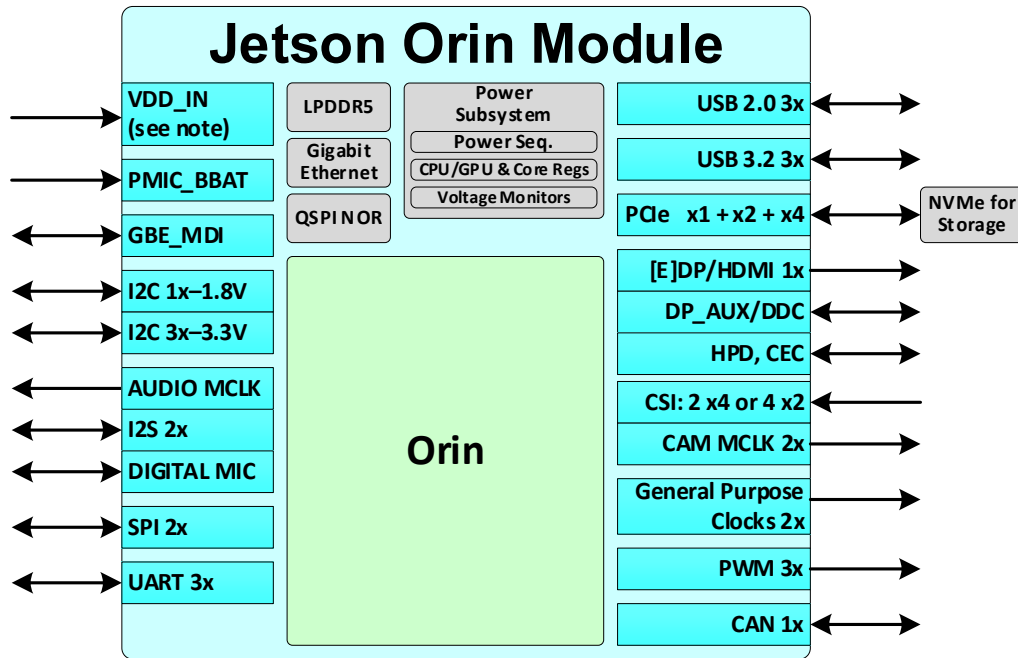 Jetson Orin Module
VDD_IN
(see note)
PMIC_BBAT
GBE_MDI
I2C 1x–1.8V
I2C 3x–3.3V
AUDIO MCLK
I2S 2x
DIGITAL MIC
SPI 2x
UART 3x
LPDDR5
Gigabit
Ethernet
QSPI NOR
Power
Subsystem
Power Seq.
CPU/GPU & Core Regs
Voltage Monitors
Orin
USB 2.0 3x
USB 3.2 3x
PCIe x1 + x2 + x4
[E]DP/HDMI 1x
DP_AUX/DDC
HPD, CEC
CSI: 2 x4 or 4 x2
CAM MCLK 2x
General Purpose
Clocks 2x
PWM 3x
CAN 1x
NVMe for
Storage